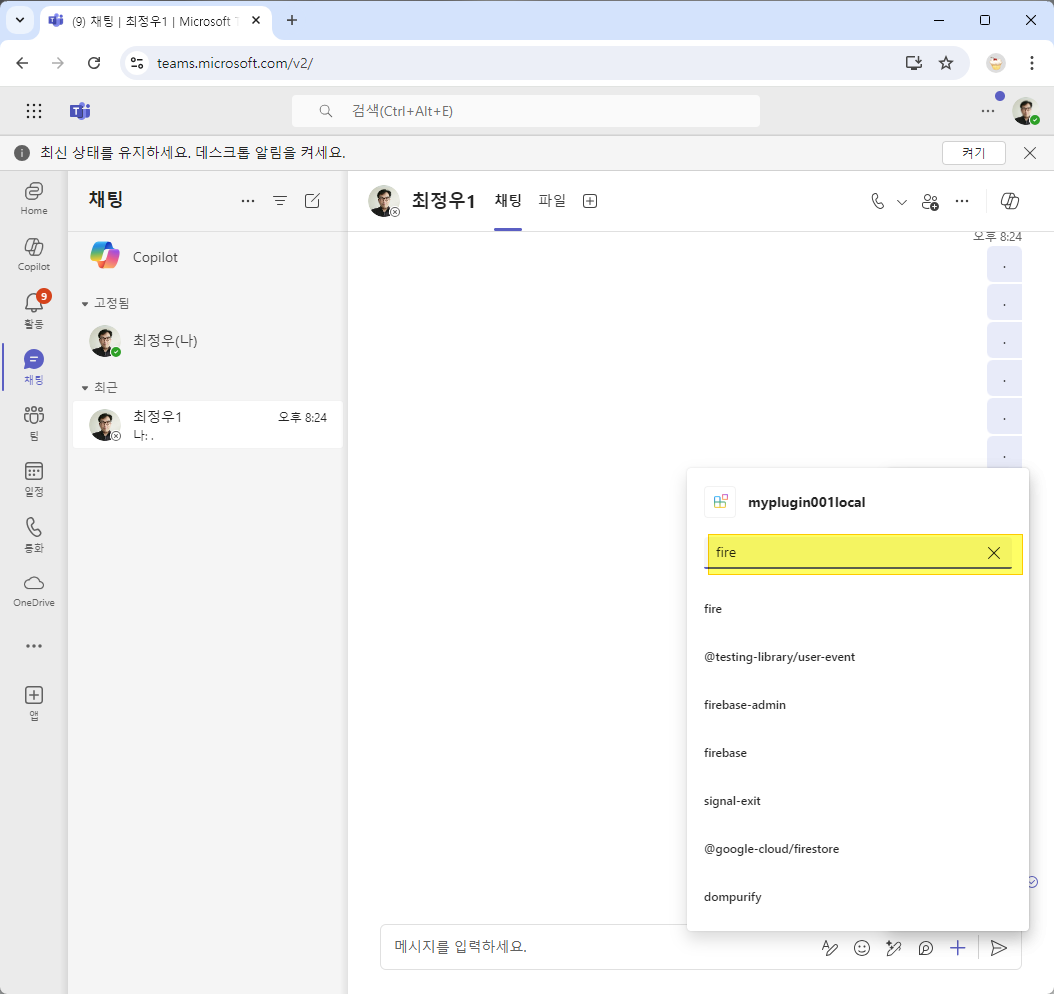 (9) 채팅 | 최정우1 | Microsoft T
teams.microsoft.com/v2/
검색(Ctrl+Alt+E)
최신 상태를 유지하세요. 데스크톱 알림을 켜세요.
켜기
Home
Copilot
9
활동
채팅
팀
일정
통화
OneDrive
앱
채팅
Copilot
고정됨
최정우(나)
최근
최정우1
오후 8:24
나: .
최정우1
채팅
파일
오후 8:24
.
.
.
.
.
.
myplugin001local
fire
fire
@testing-library/user-event
firebase-admin
firebase
signal-exit
@google-cloud/firestore
dompurify
메시지를 입력하세요.